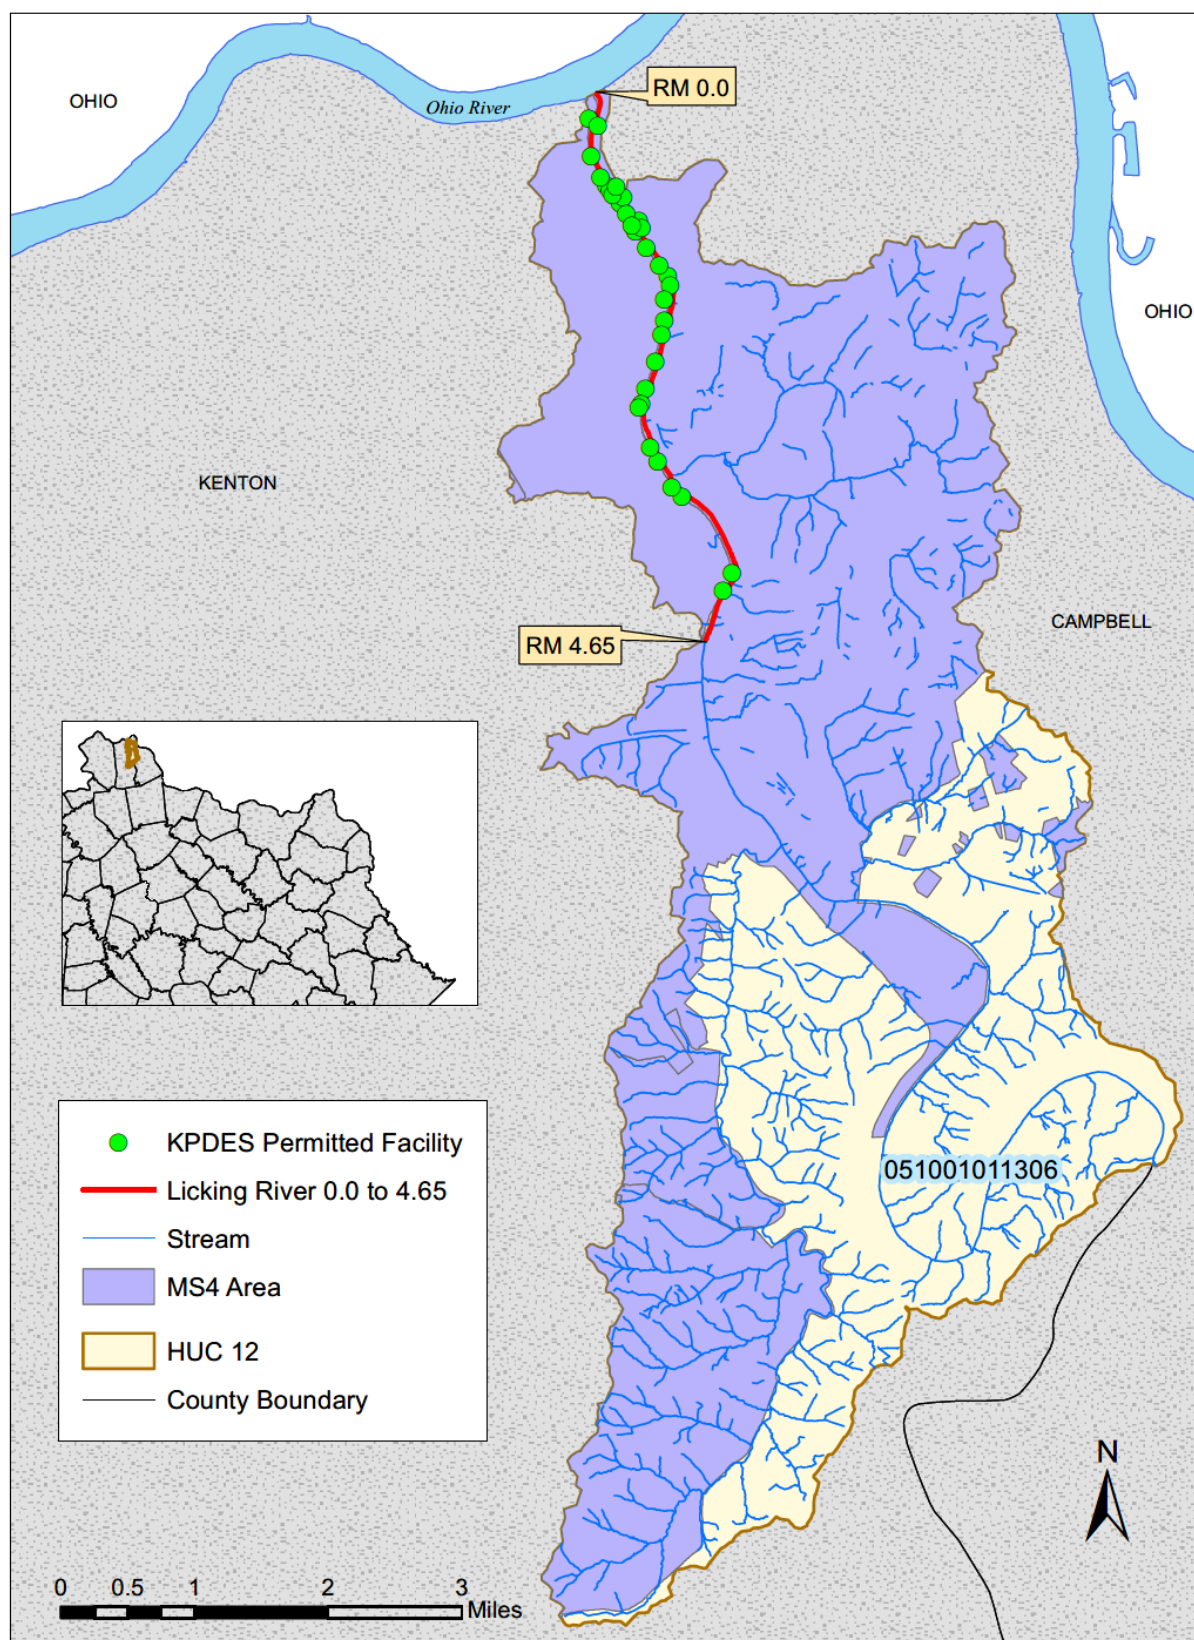 RM 0.0
OHIO
Ohio River
OHIO
KENTON
CAMPBELL
RM 4.65
051001011306
KPDES Permitted Facility
Licking River 0.0 to 4.65
Stream
MS4 Area
HUC 12
County Boundary
N
0 0.5 1 2 3
Miles